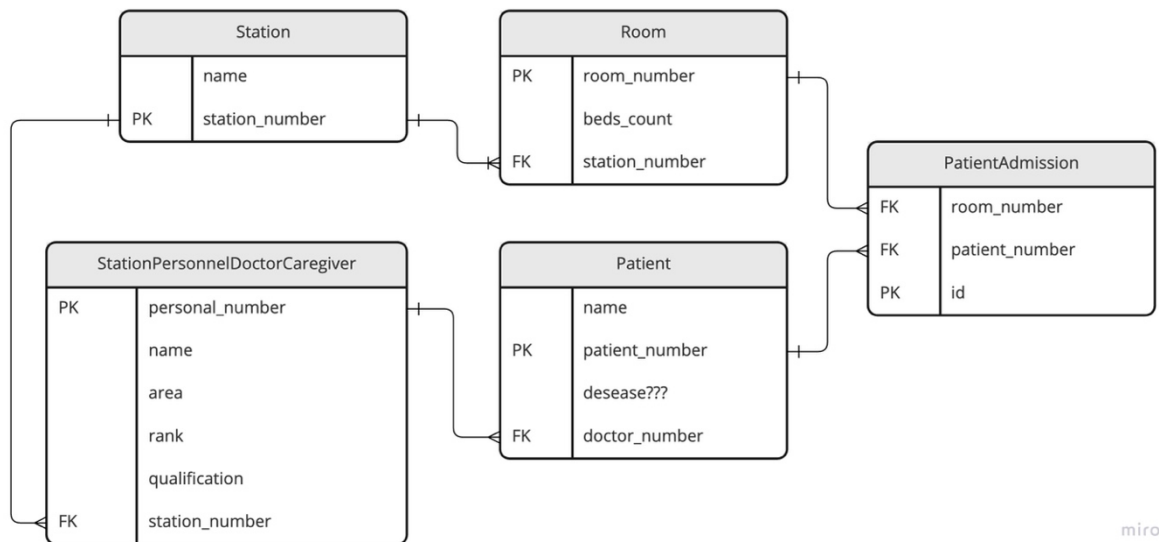 Station
name
PK station_number
Room
PK room_number
beds_count
FK station_number
PatientAdmission
FK room_number
FK patient_number
PK id
StationPersonnelDoctorCaregiver
PK personal_number
name
area
rank
qualification
FK station_number
Patient
name
PK patient_number
desease???
FK doctor_number
miro